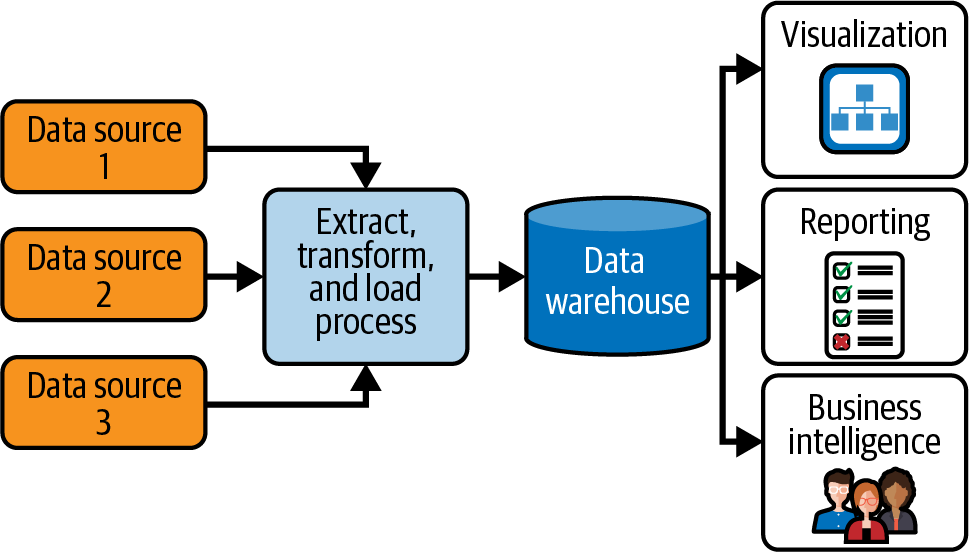 Data source
1
Data source
2
Data source
3
Extract,
transform,
and load
process
Data
warehouse
Visualization
Reporting
Business
intelligence